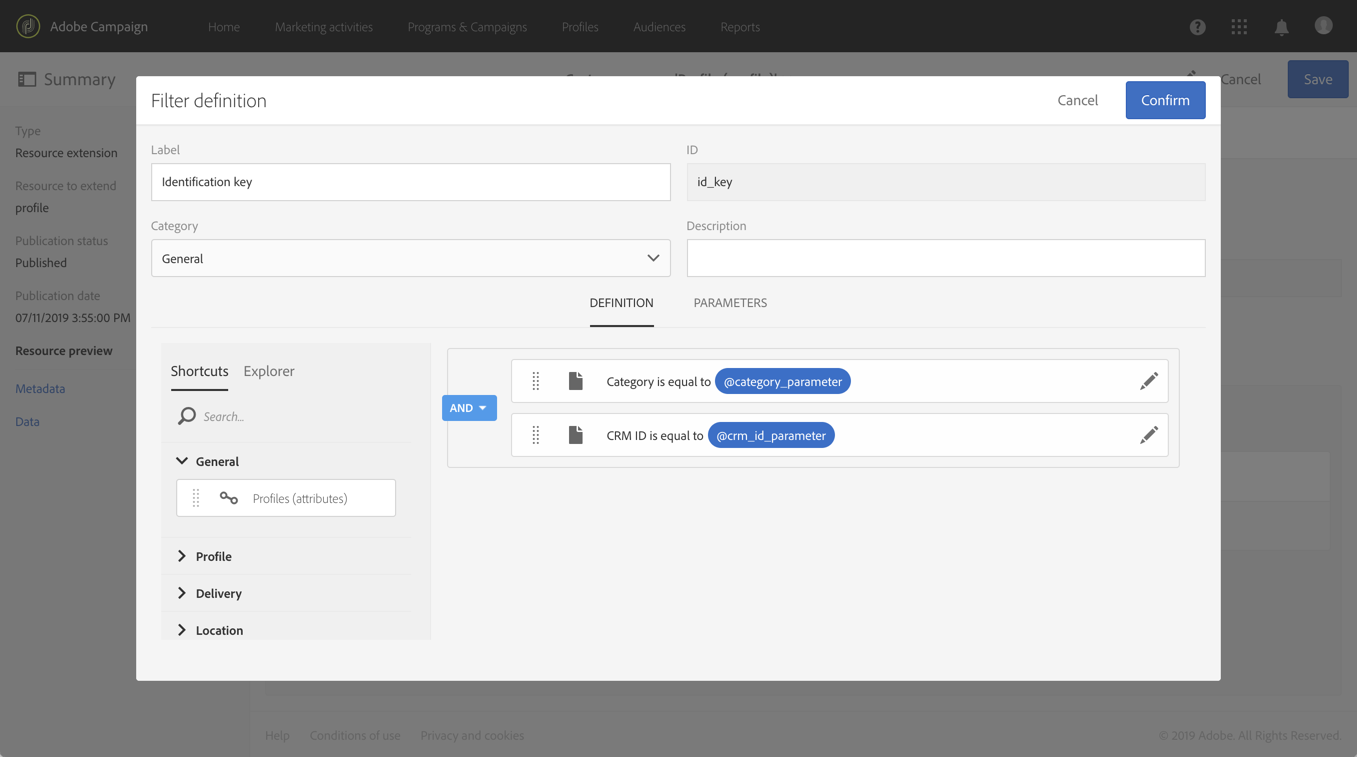 Adobe Campaign
Home
Marketing activities
Programs & Campaigns
Profiles
Audiences
Reports
Summary
Cancel
Save
Type
Resource extension
Resource to extend
profile
Publication status
Published
Publication date
07/11/2019 3:55:00 PM
Resource preview
Metadata
Data
Filter definition
Cancel
Confirm
Label
Identification key
ID
id_key
Category
General
Description
DEFINITION
PARAMETERS
Shortcuts
Explorer
Search...
General
Profiles (attributes)
Profile
Delivery
Location
AND
Category is equal to @category_parameter
CRM ID is equal to @crm_id_parameter
Help
Conditions of use
Privacy and cookies
© 2019 Adobe. All Rights Reserved.